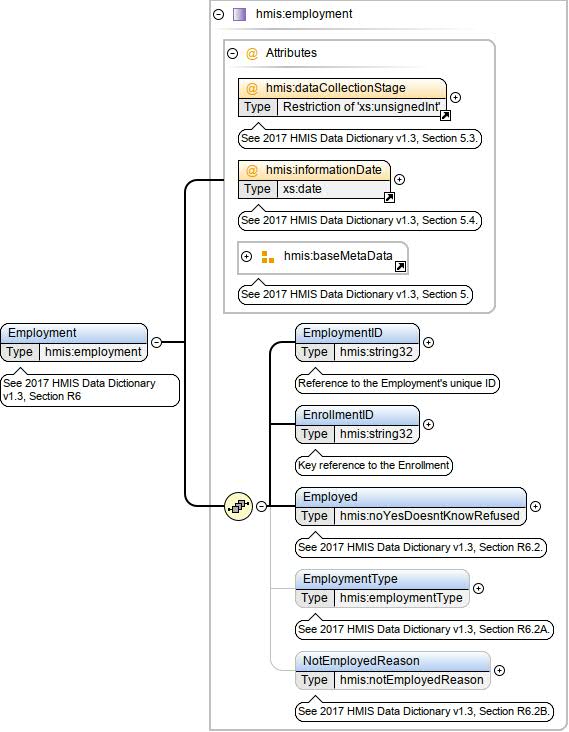 hmis:employment
@ Attributes
@ hmis:dataCollectionStage
Type Restriction of 'xs:unsignedInt'
See 2017 HMIS Data Dictionary v1.3, Section 5.3.
@ hmis:informationDate
Type xs:date
See 2017 HMIS Data Dictionary v1.3, Section 5.4.
hmis:baseMetaData
See 2017 HMIS Data Dictionary v1.3, Section 5.
Employment
Type hmis:employment
See 2017 HMIS Data Dictionary
v1.3, Section R6
EmploymentID
Type hmis:string32
Reference to the Employment's unique ID
EnrollmentID
Type hmis:string32
Key reference to the Enrollment
Employed
Type hmis:noYesDoesntKnowRefused
See 2017 HMIS Data Dictionary v1.3, Section R6.2.
EmploymentType
Type hmis:employmentType
See 2017 HMIS Data Dictionary v1.3, Section R6.2A.
NotEmployedReason
Type hmis:notEmployedReason
See 2017 HMIS Data Dictionary v1.3, Section R6.2B.